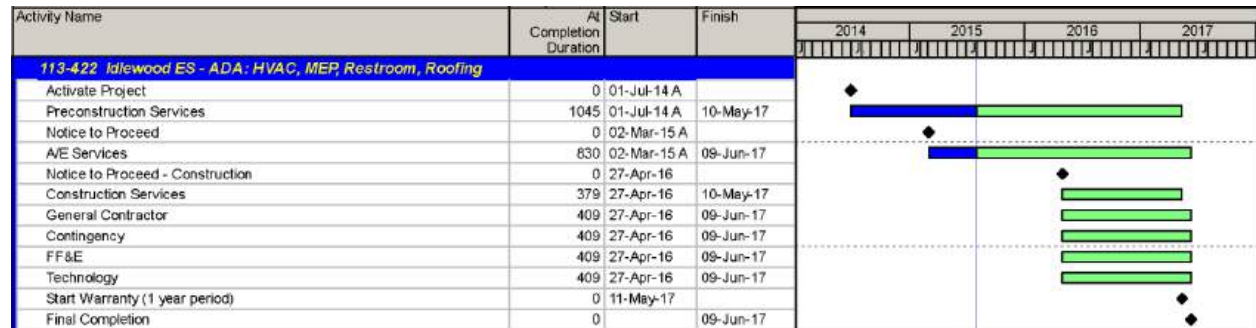 Activity Name At Completion Duration Start Finish
2014 2015 2016 2017
J J J J J J J
113-422 Idlewood ES - ADA: HVAC, MEP, Restroom, Roofing
Activate Project 0 01-Jul-14 A
Preconstruction Services 1045 01-Jul-14 A 10-May-17
Notice to Proceed 0 02-Mar-15 A
A/E Services 830 02-Mar-15 A 09-Jun-17
Notice to Proceed - Construction 0 27-Apr-16
Construction Services 379 27-Apr-16 10-May-17
General Contractor 409 27-Apr-16 09-Jun-17
Contingency 409 27-Apr-16 09-Jun-17
FF&E 409 27-Apr-16 09-Jun-17
Technology 409 27-Apr-16 09-Jun-17
Start Warranty (1 year period) 0 11-May-17
Final Completion 0 09-Jun-17